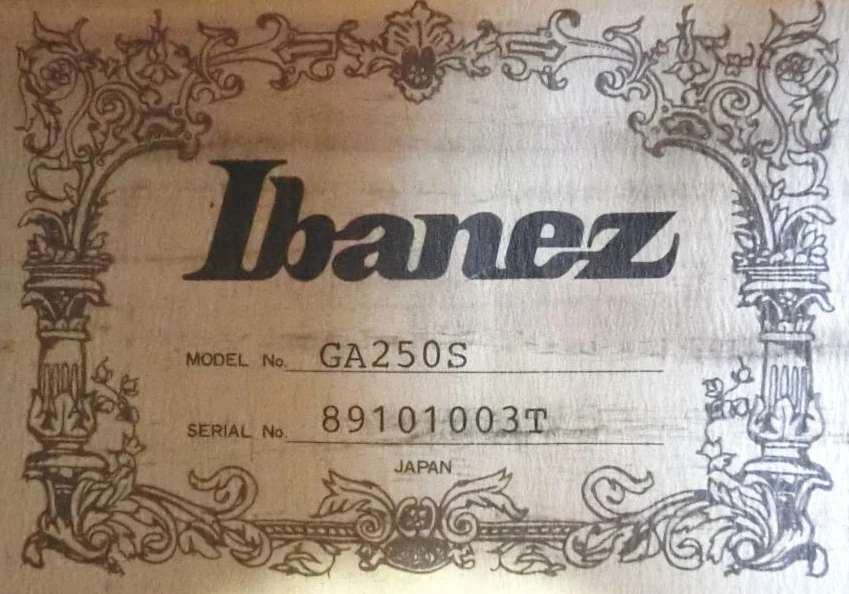 Ibanez
MODEL No. GA250S
SERIAL No. 89101003T
JAPAN